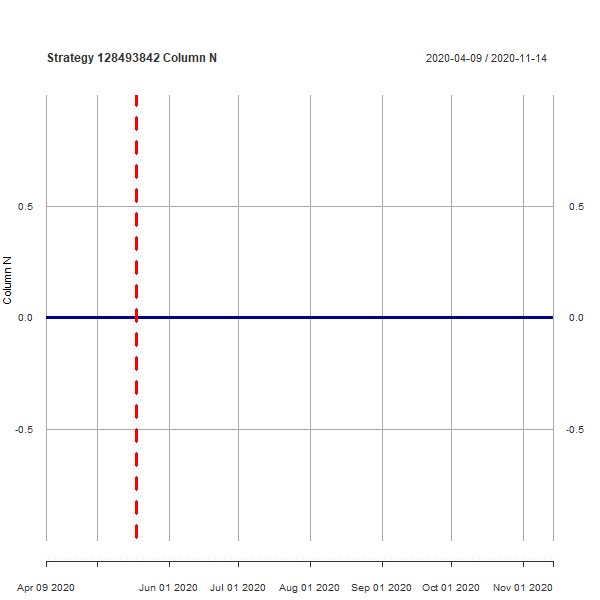 Strategy 128493842 Column N
2020-04-09 / 2020-11-14
0.5
0.5
Column N
0.0
0.0
-0.5
-0.5
Apr 09 2020
Jun 01 2020
Jul 01 2020
Aug 01 2020
Sep 01 2020
Oct 01 2020
Nov 01 2020